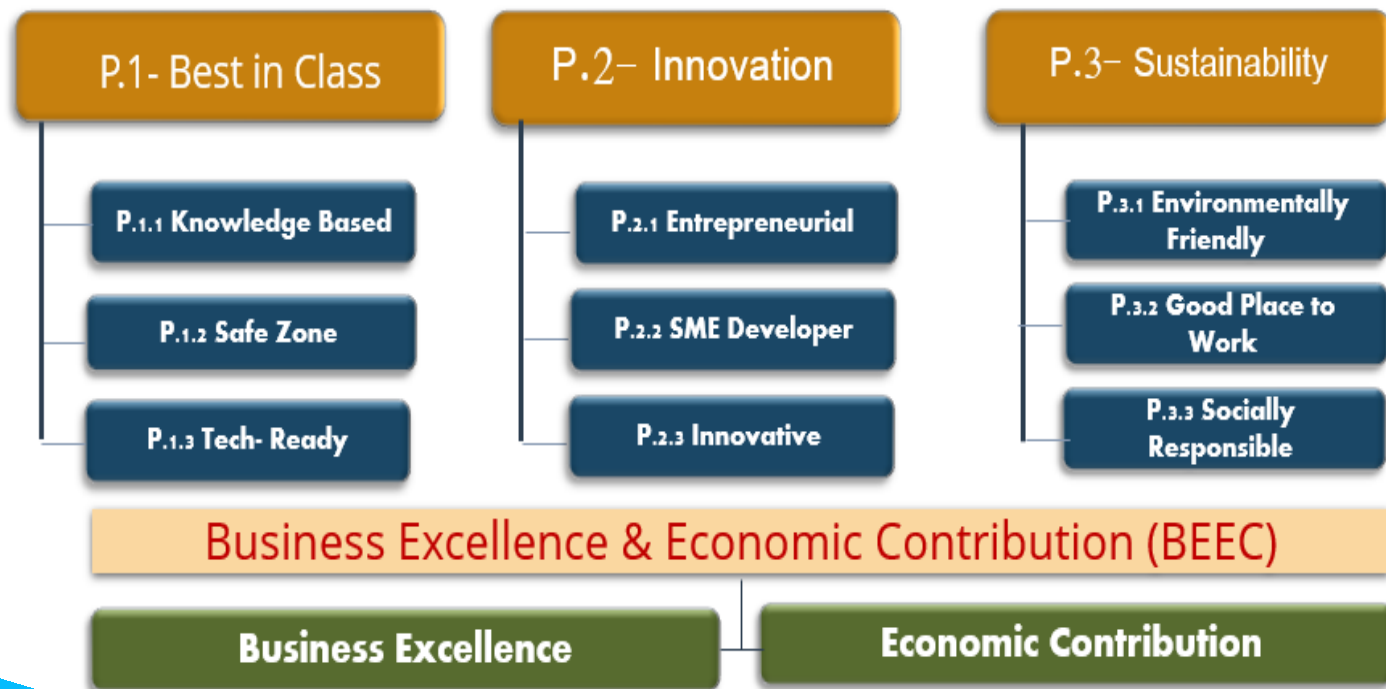 P.1- Best in Class
P.1.1 Knowledge Based
P.1.2 Safe Zone
P.1.3 Tech- Ready
P.2- Innovation
P.2.1 Entrepreneurial
P.2.2 SME Developer
P.2.3 Innovative
P.3- Sustainability
P.3.1 Environmentally
Friendly
P.3.2 Good Place to
Work
P.3.3 Socially
Responsible
Business Excellence & Economic Contribution (BEEC)
Business Excellence
Economic Contribution